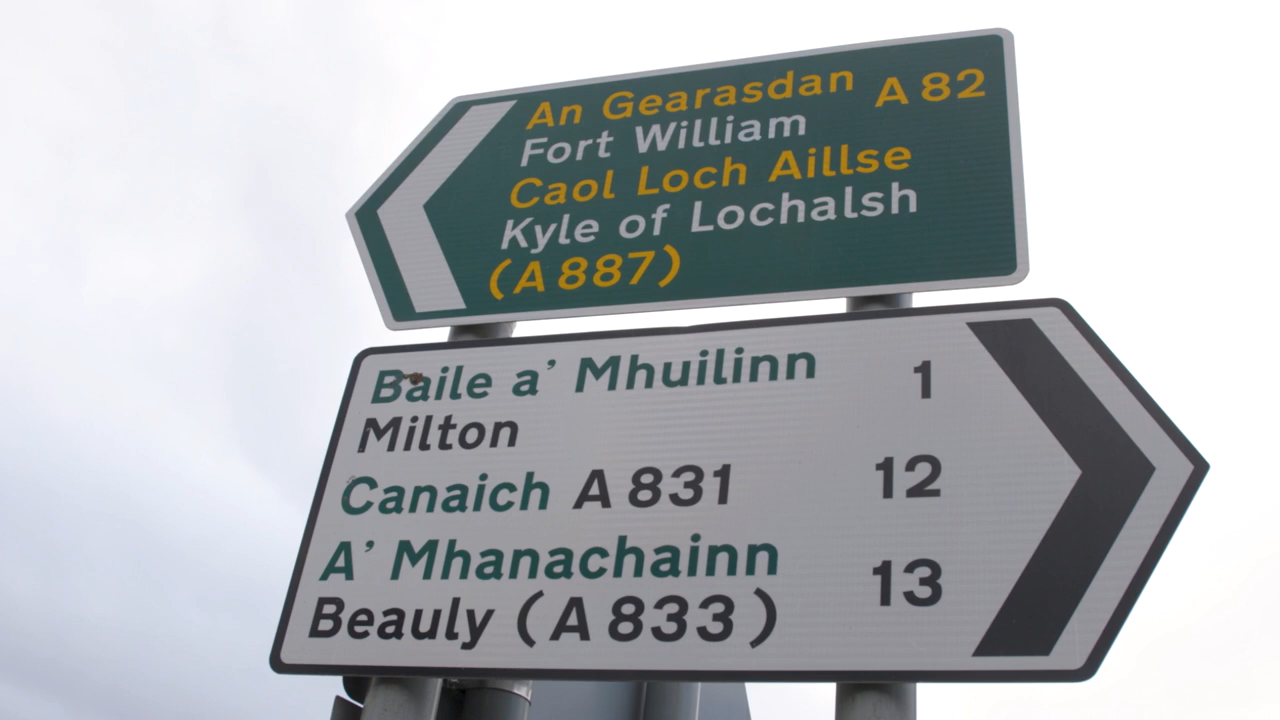 An Gearasdan A 82
Fort William
Caol Loch Aillse
Kyle of Lochalsh
(A 887)
Baile a' Mhuilinn 1
Milton
Canaich A 831 12
A' Mhanachainn
Beauly (A 833) 13